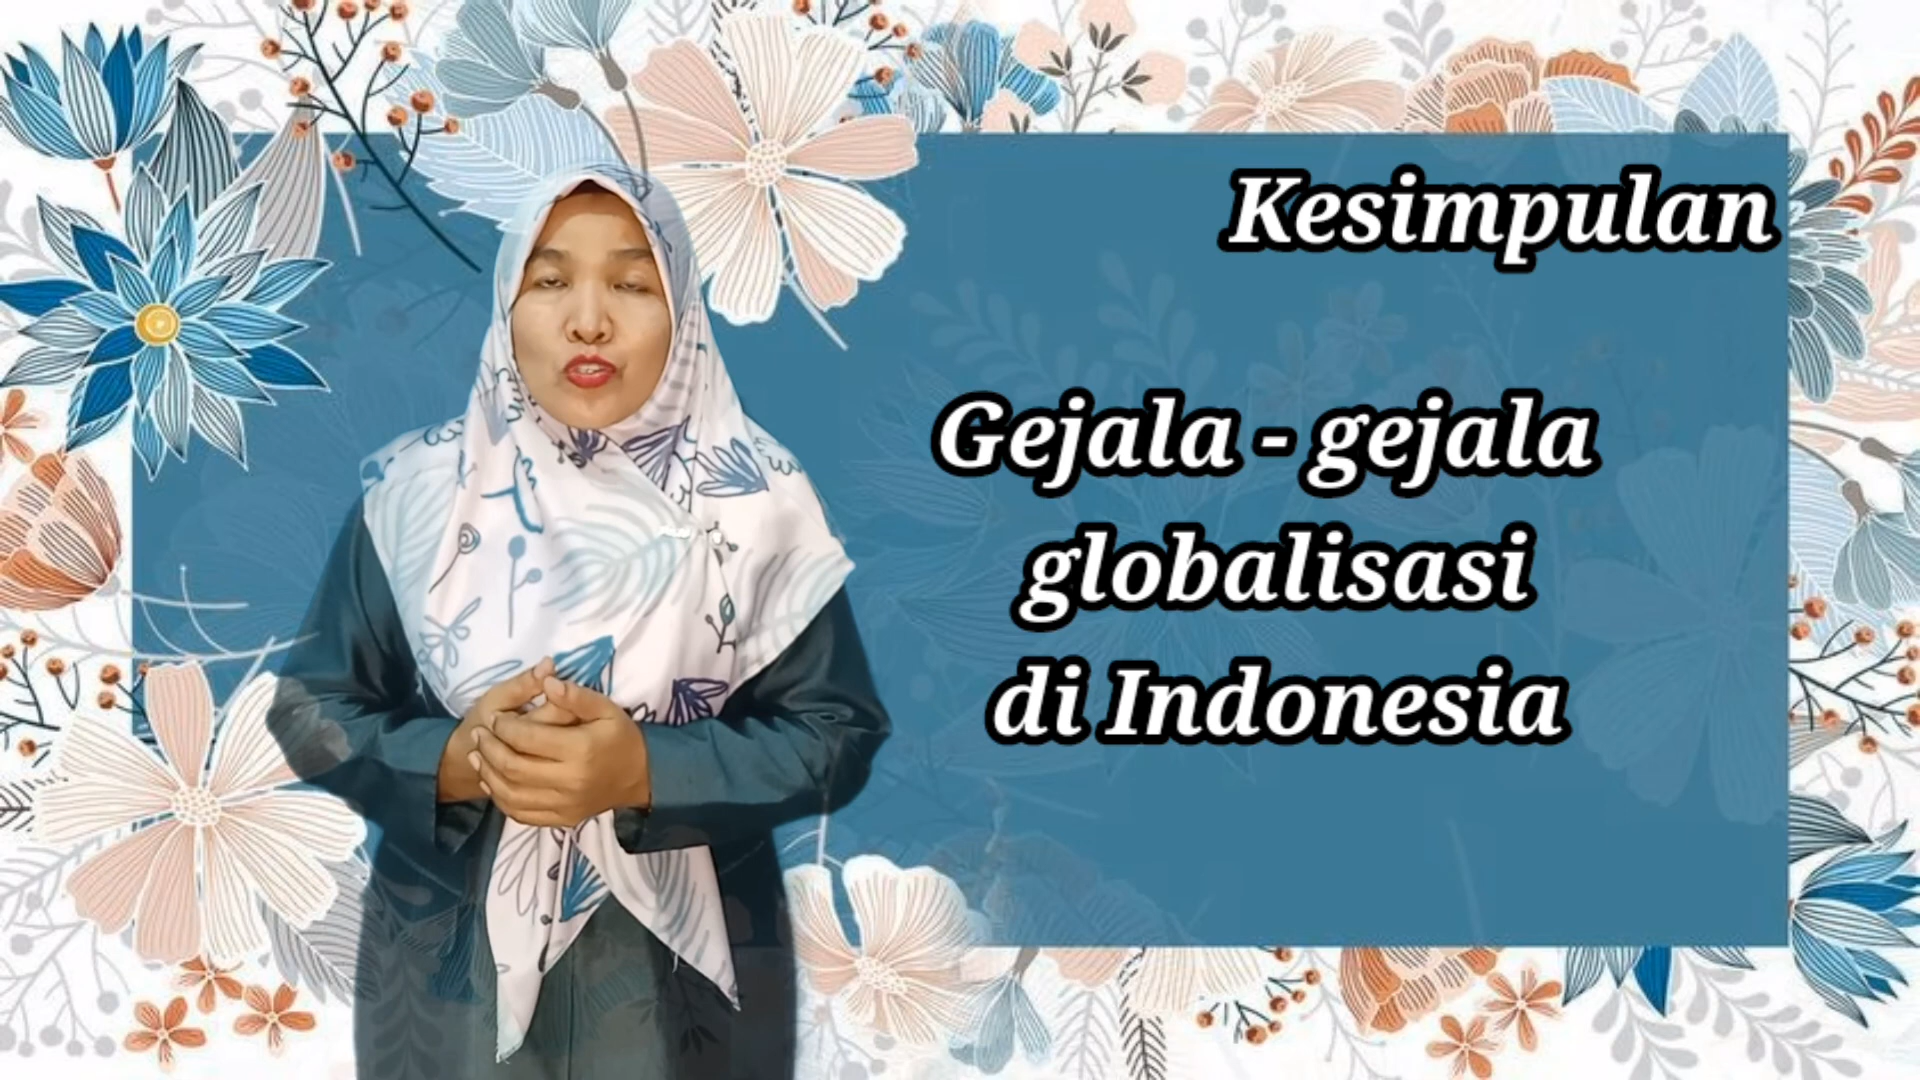 Kesimpulan
Gejala - gejala
globalisasi
di Indonesia